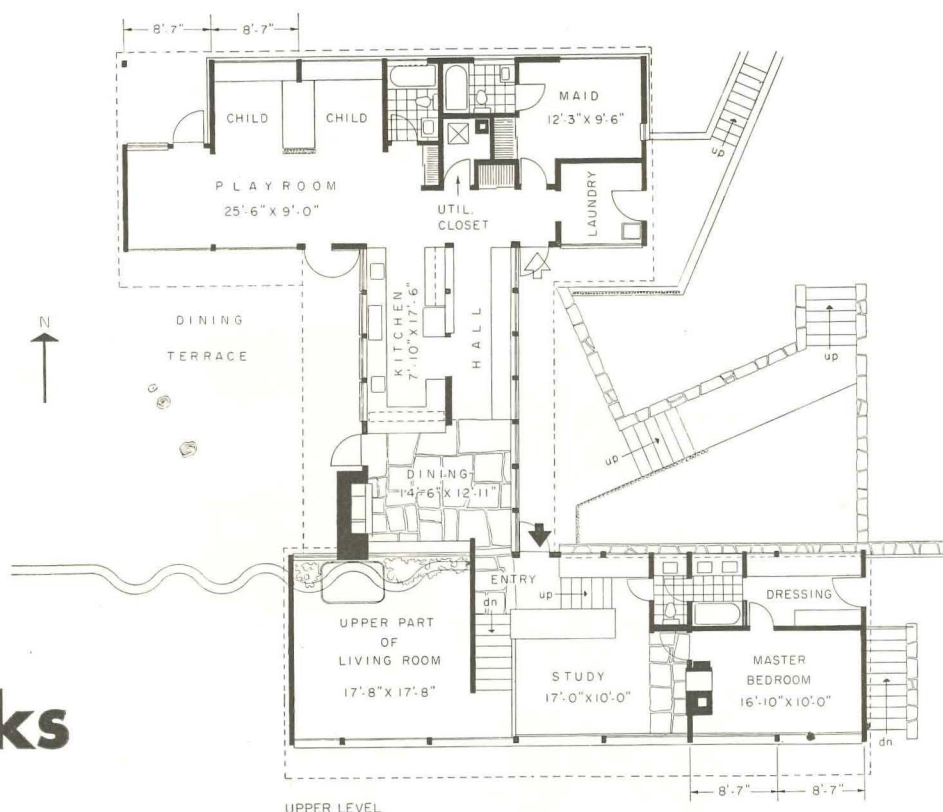 8'-7" 8'-7"
CHILD CHILD
MAID
12'-3" X 9'-6"
up
PLAYROOM
25'-6" X 9'-0"
UTIL.
CLOSET
LAUNDRY
N
DINING
TERRACE
KITCHEN
7'-10" X 17'-6"
HALL
up
up
DINING
14'-6" X 12'-11"
ENTRY
dn
up
DRESSING
UPPER PART
OF
LIVING ROOM
17'-8" X 17'-8"
STUDY
17'-0" X 10'-0"
MASTER
BEDROOM
16'-10" X 10'-0"
dn
ks
8'-7" 8'-7"
UPPER LEVEL